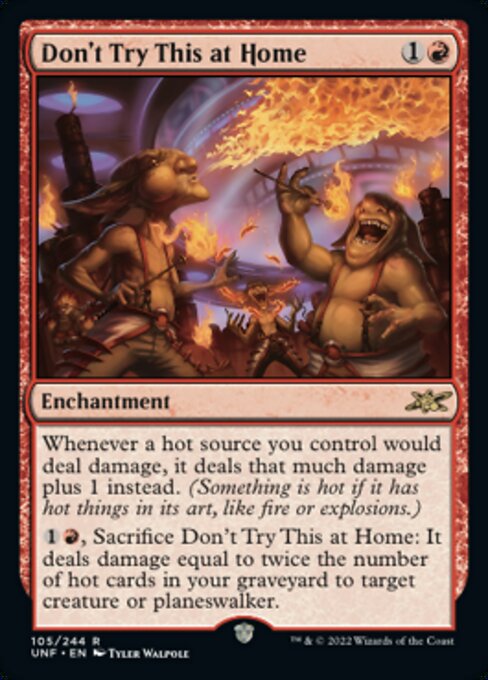 Don't Try This at Home 1
Enchantment
Whenever a hot source you control would
deal damage, it deals that much damage
plus 1 instead. (Something is hot if it has
hot things in its art, like fire or explosions.)
1 , Sacrifice Don't Try This at Home: It
deals damage equal to twice the number
of hot cards in your graveyard to target
creature or planeswalker.
105/244 R
™ & © 2022 Wizards of the Coast
UNF • EN Tyler Walpole